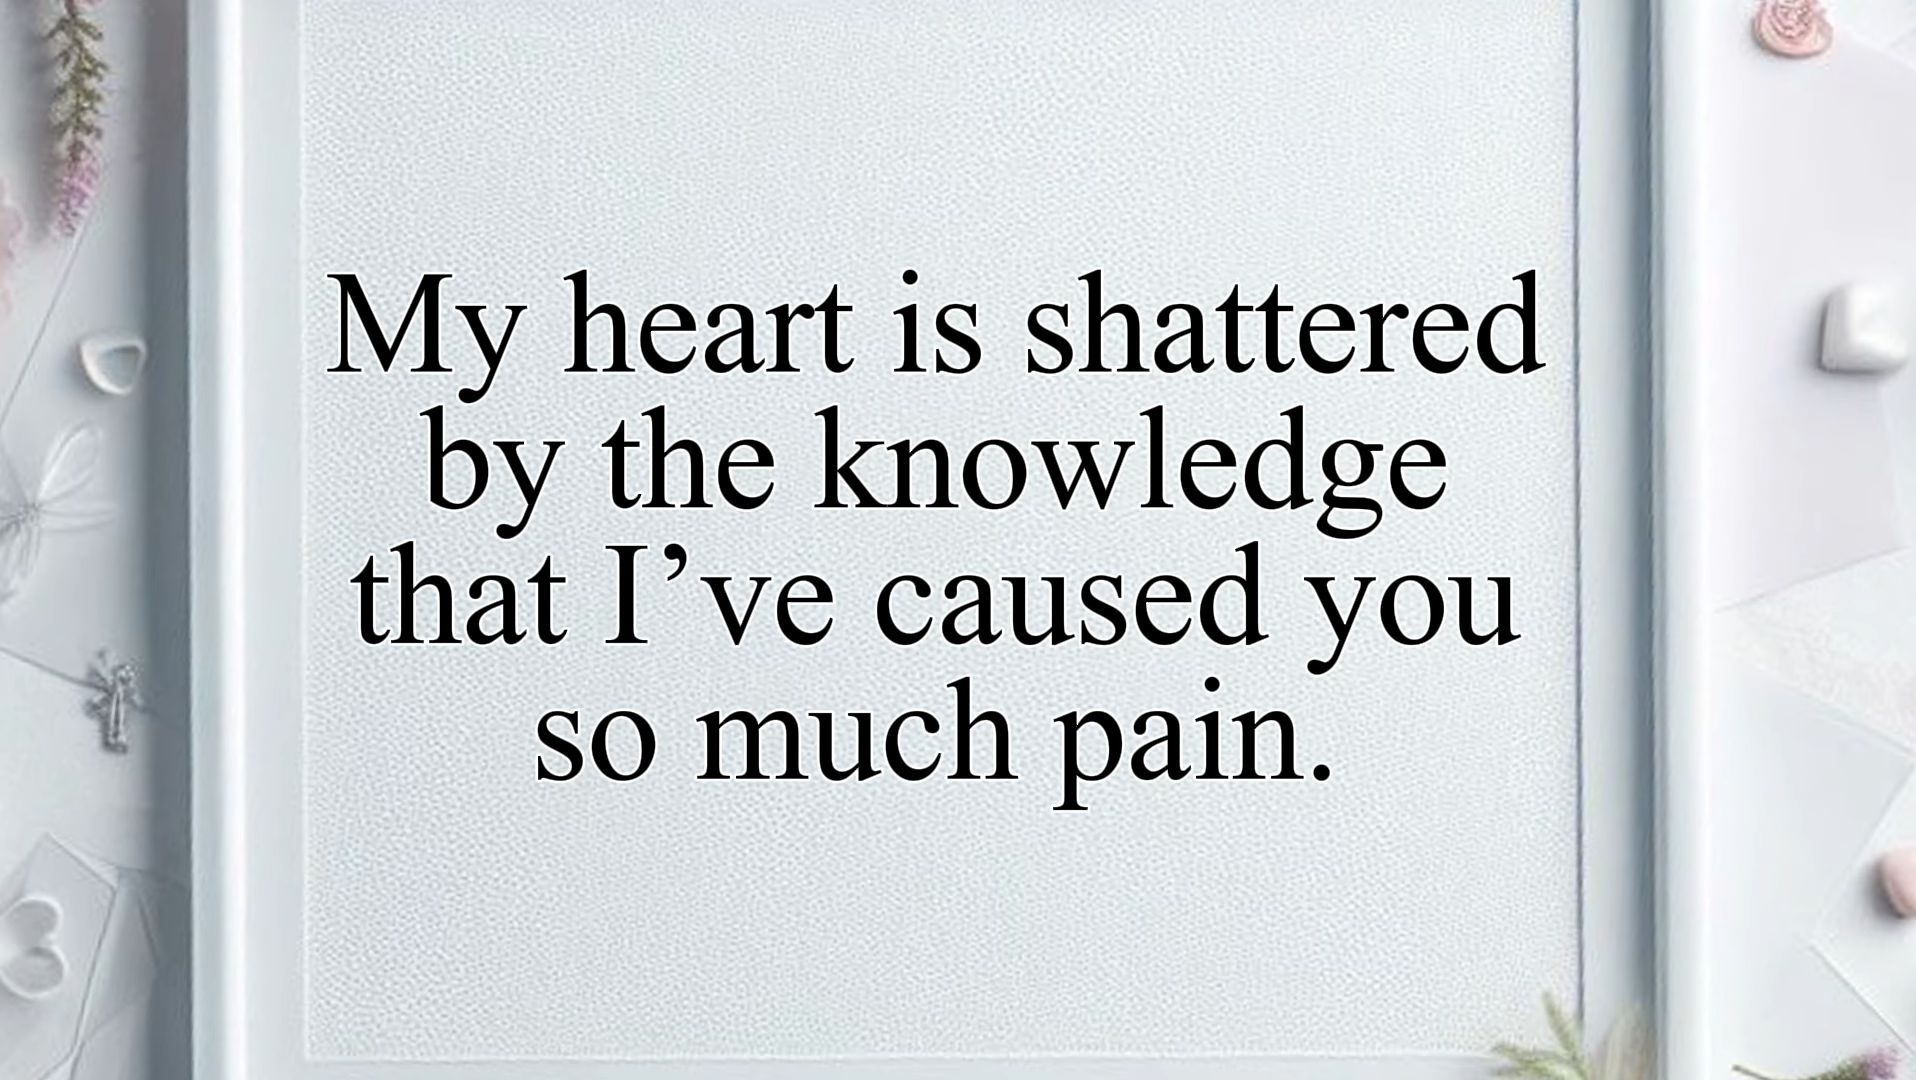 My heart is shattered
by the knowledge
that I’ve caused you
so much pain.